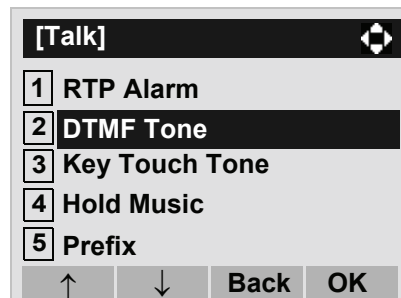 [Talk]
1 RTP Alarm
2 DTMF Tone
3 Key Touch Tone
4 Hold Music
5 Prefix
↑ ↓ Back OK